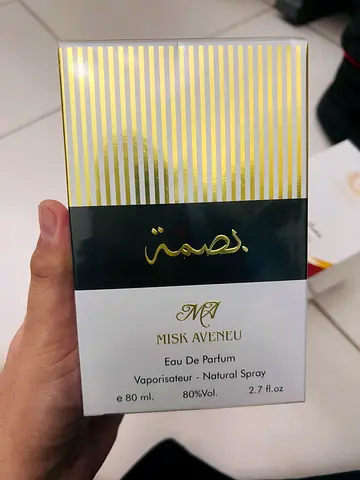 بصمة
MA
MISK AVENEU
Eau De Parfum
Vaporisateur - Natural Spray
e 80 ml. 80%Vol. 2.7 fl.oz